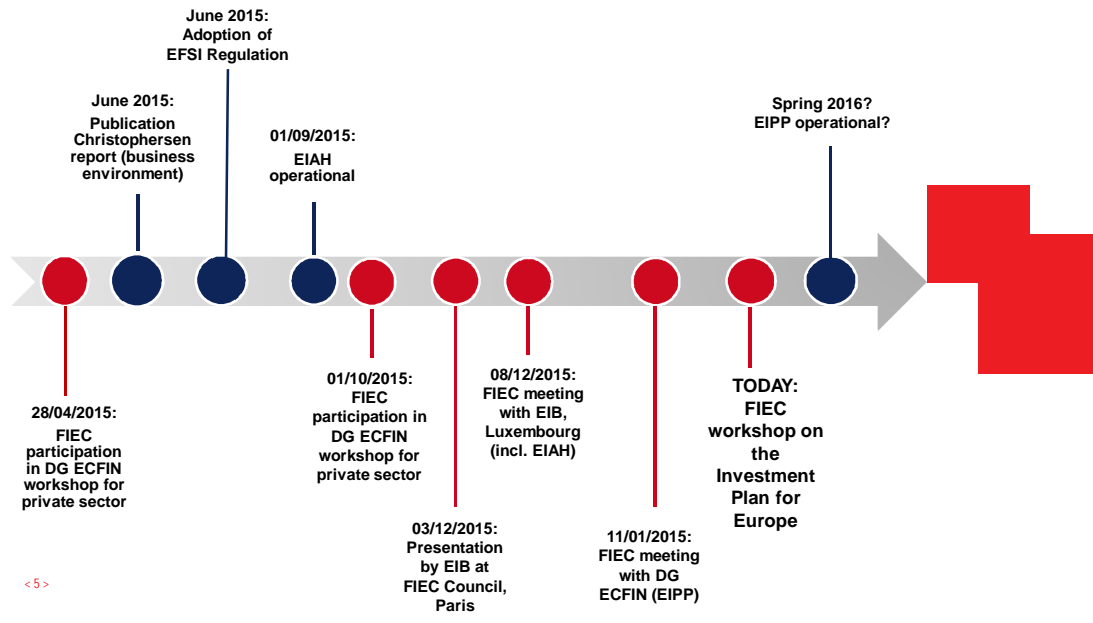 June 2015:
Adoption of
EFSI Regulation
June 2015:
Publication
Christophersen
report (business
environment)
01/09/2015:
EIAH
operational
Spring 2016?
EIPP operational?
28/04/2015:
FIEC
participation
in DG ECFIN
workshop for
private sector
01/10/2015:
FIEC
participation in
DG ECFIN
workshop for
private sector
03/12/2015:
Presentation
by EIB at
FIEC Council,
Paris
08/12/2015:
FIEC meeting
with EIB,
Luxembourg
(incl. EIAH)
11/01/2015:
FIEC meeting
with DG
ECFIN (EIPP)
TODAY:
FIEC
workshop on
the
Investment
Plan for
Europe
< 5 >